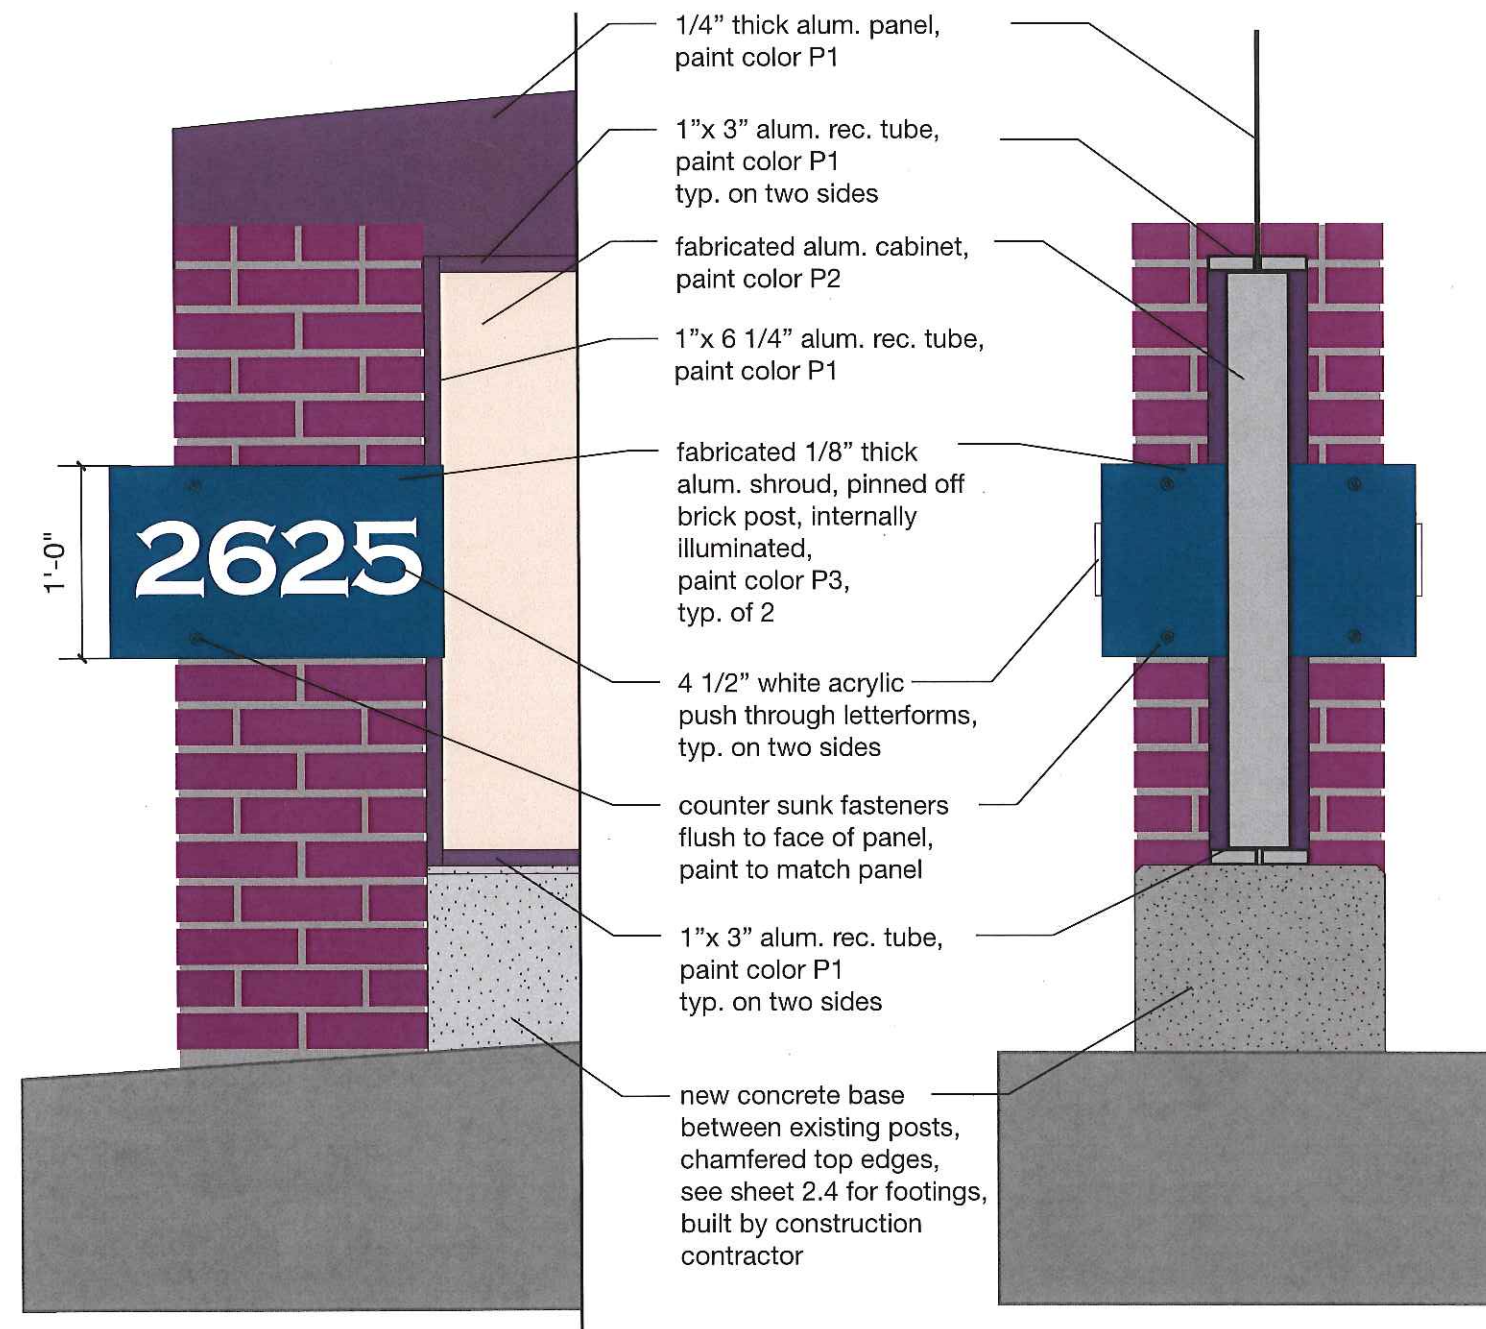 1/4” thick alum. panel,
paint color P1
1”x 3” alum. rec. tube,
paint color P1
typ. on two sides
fabricated alum. cabinet,
paint color P2
1”x 6 1/4” alum. rec. tube,
paint color P1
fabricated 1/8” thick
alum. shroud, pinned off
brick post, internally
illuminated,
paint color P3,
typ. of 2
1'-0"
2625
4 1/2” white acrylic
push through letterforms,
typ. on two sides
counter sunk fasteners
flush to face of panel,
paint to match panel
1”x 3” alum. rec. tube,
paint color P1
typ. on two sides
new concrete base
between existing posts,
chamfered top edges,
see sheet 2.4 for footings,
built by construction
contractor